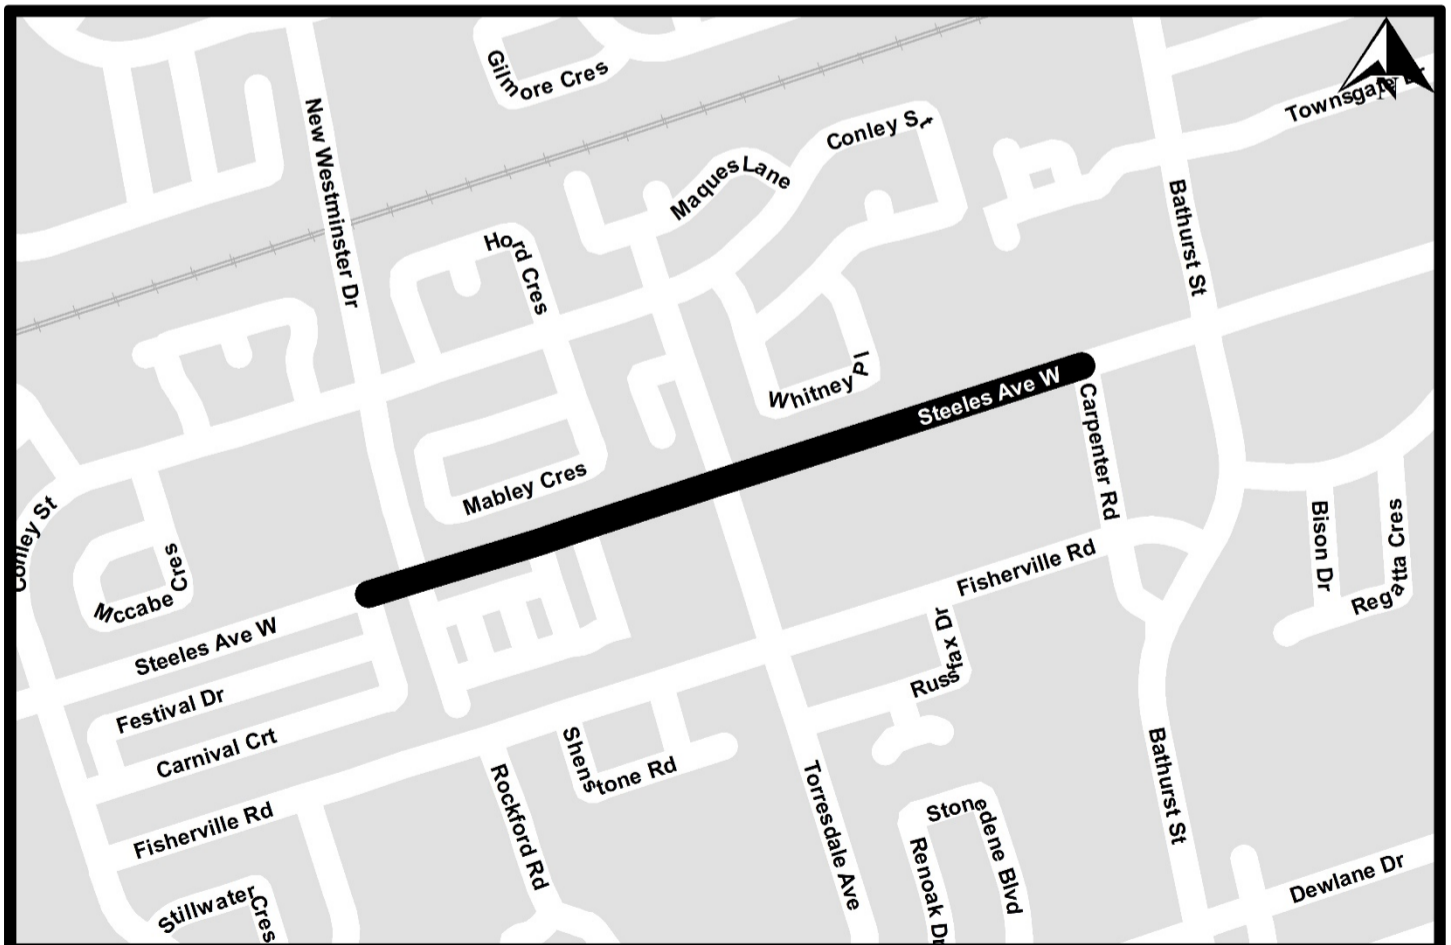 Gilmore Cres
New Westminster Dr
N
Townsgate Dr
Conley St
Maques Lane
Hord Cres
Bathurst St
Whitney Pl
Steeles Ave W
Carpenter Rd
Mabley Cres
Conley St
Mccabe Cres
Bison Dr
Regatta Cres
Fisherville Rd
Steeles Ave W
Russfax Dr
Festival Dr
Carnival Crt
Shenstone Rd
Rockford Rd
Torresdale Ave
Bathurst St
Fisherville Rd
Stonedene Blvd
Renoak Dr
Dewlane Dr
Stillwater Cres